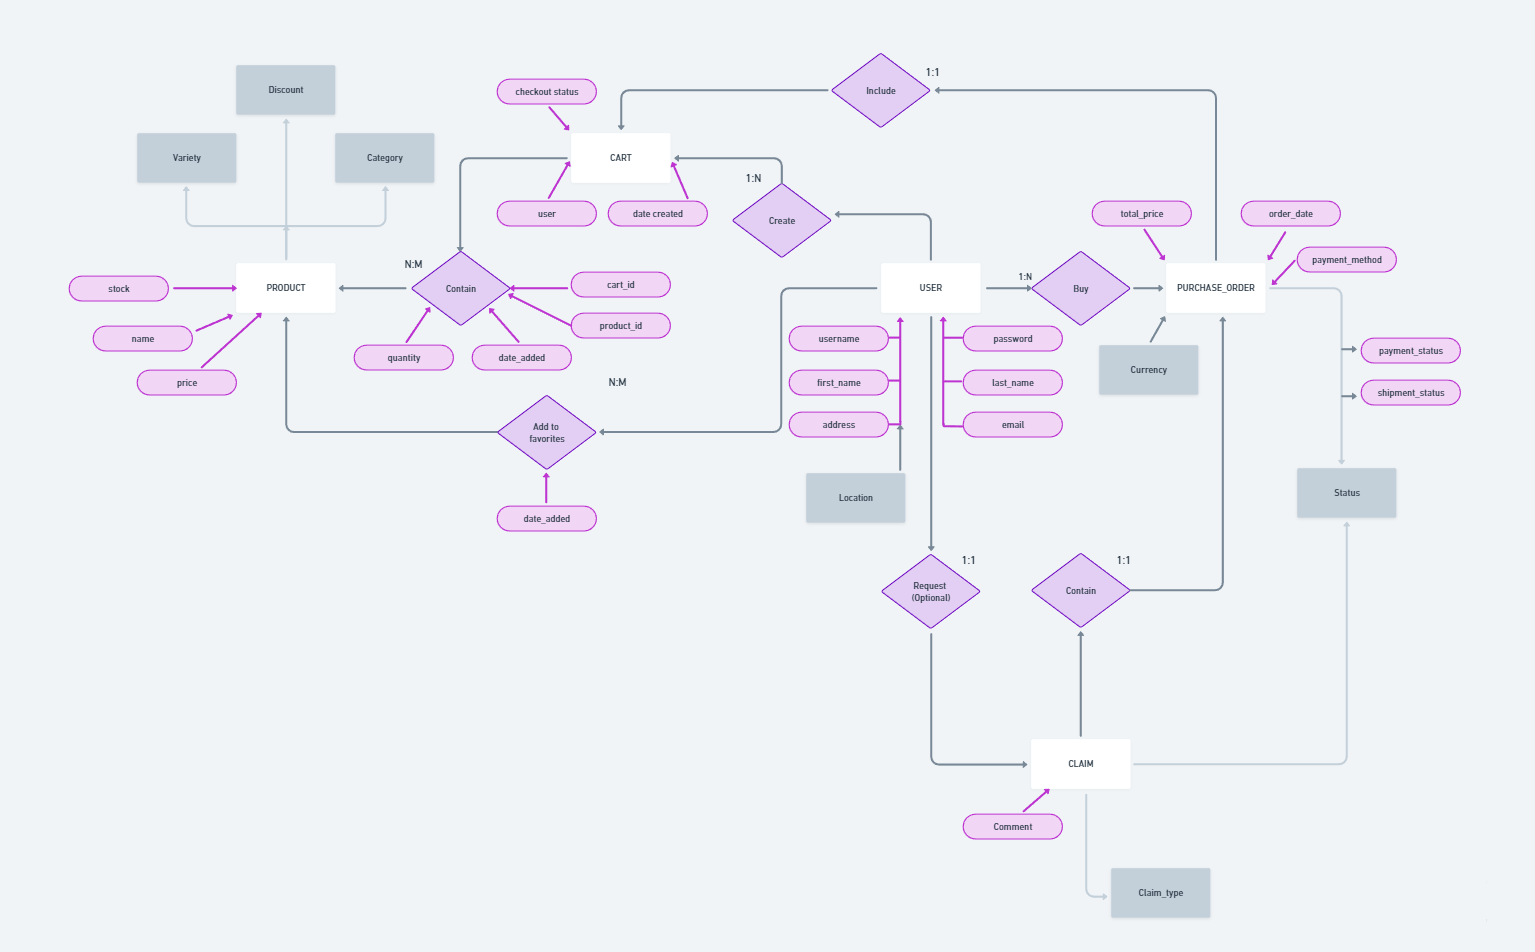 Include
1:1
Discount
checkout status
Variety
Category
CART
1:N
user
date created
Create
total_price
order_date
payment_method
N:M
1:N
stock
PRODUCT
Contain
cart_id
USER
Buy
PURCHASE_ORDER
name
product_id
username
password
payment_status
quantity
date_added
Currency
price
N:M
first_name
last_name
shipment_status
Add to
favorites
address
email
Location
Status
date_added
1:1
1:1
Request
(Optional)
Contain
CLAIM
Comment
Claim_type